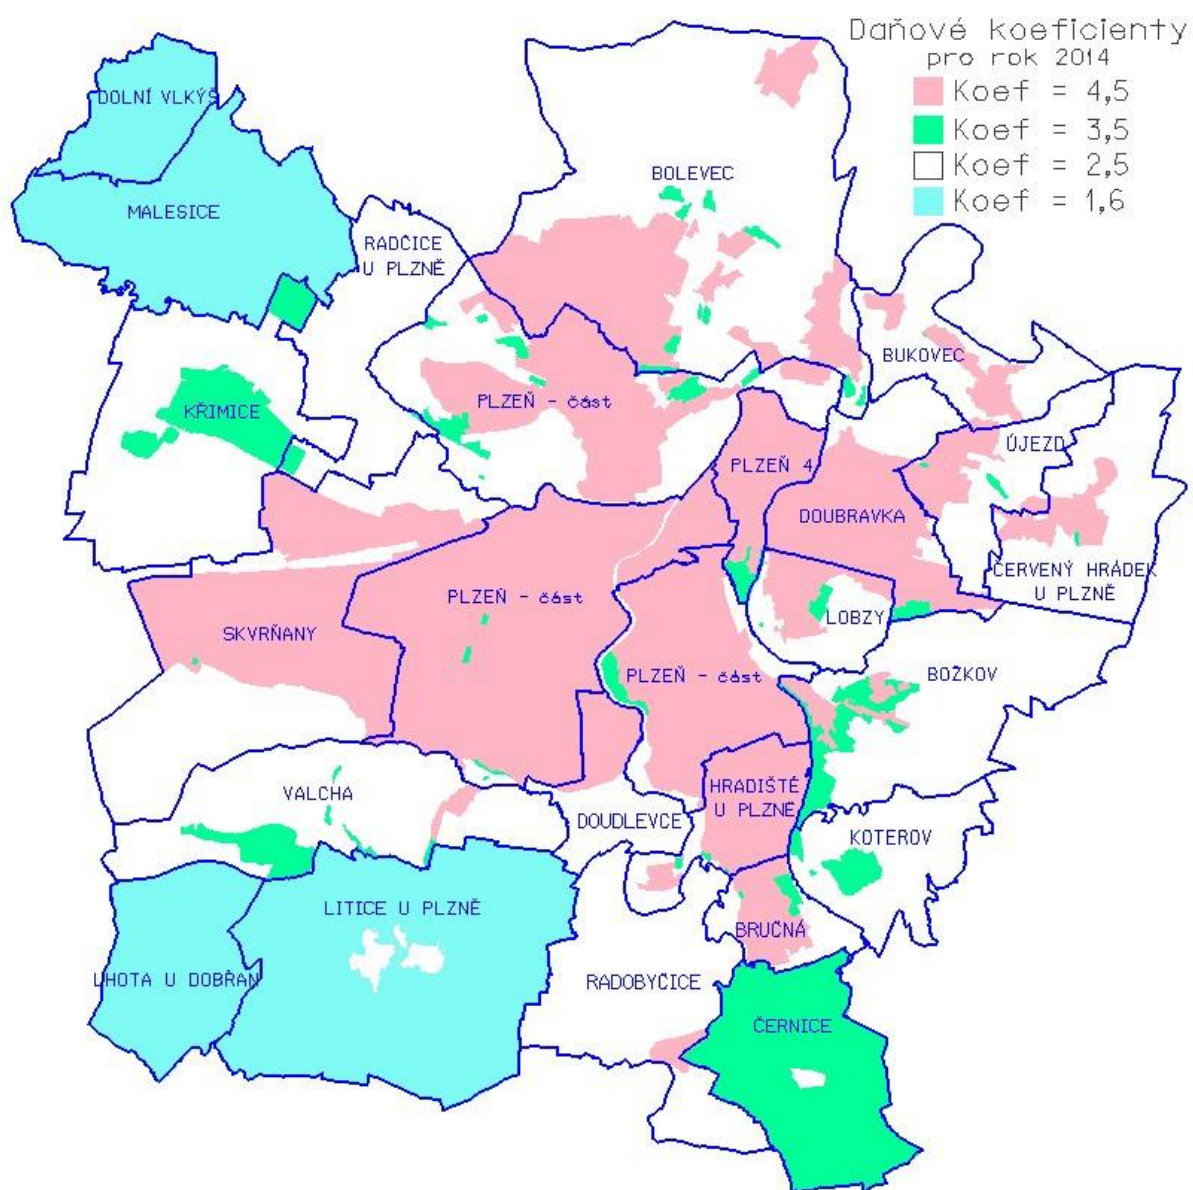 Daňové koeficienty
pro rok 2014
Koef = 4,5
Koef = 3,5
Koef = 2,5
Koef = 1,6
DOLNÍ VLKÝŠ
MALESICE
BOLEVEC
RADČICE
U PLZNĚ
BUKOVEC
KŘIMICE
PLZEŇ - část
ÚJEZD
PLZEŇ 4
DOUBRAVKA
ČERVENÝ HRÁDEK
U PLZNĚ
PLZEŇ - část
LOBZY
SKVRŇANY
PLZEŇ - část
BOŽKOV
VALCHA
HRADIŠTĚ
U PLZNĚ
DOUDLEVCE
KOTEROV
LITICE U PLZNĚ
BRUČNÁ
LHOTA U DOBŘAN
RADOBYČICE
ČERNICE